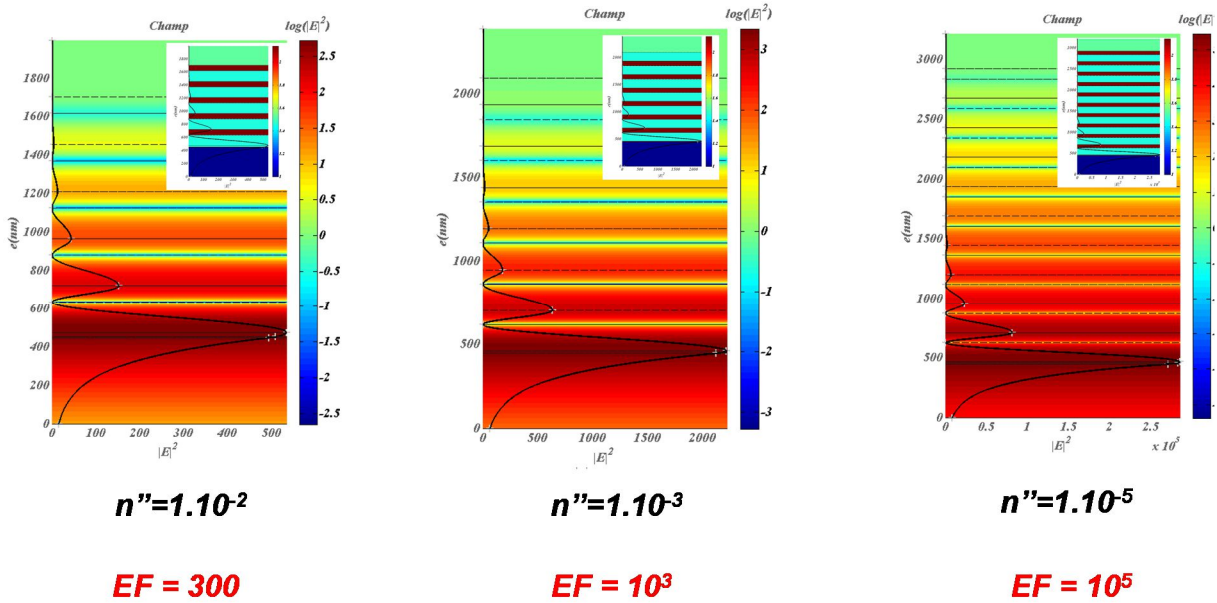 Champ log(|E|²)
1800
1600
1400
1200
1000
800
600
400
200
0
e(nm)
0 100 200 300 400 500
|E|²
2.5
2
1.5
1
0.5
0
-0.5
-1
-1.5
-2
-2.5
n”=1.10⁻²
EF = 300
Champ log(|E|²)
2000
1500
1000
500
0
e(nm)
0 500 1000 1500 2000
|E|²
3
2
1
0
-1
-2
-3
n”=1.10⁻³
EF = 10³
Champ log(|E|²)
3000
2500
2000
1500
1000
500
0
e(nm)
0 0.5 1 1.5 2 2.5
|E|² x 10⁵
n”=1.10⁻⁵
EF = 10⁵